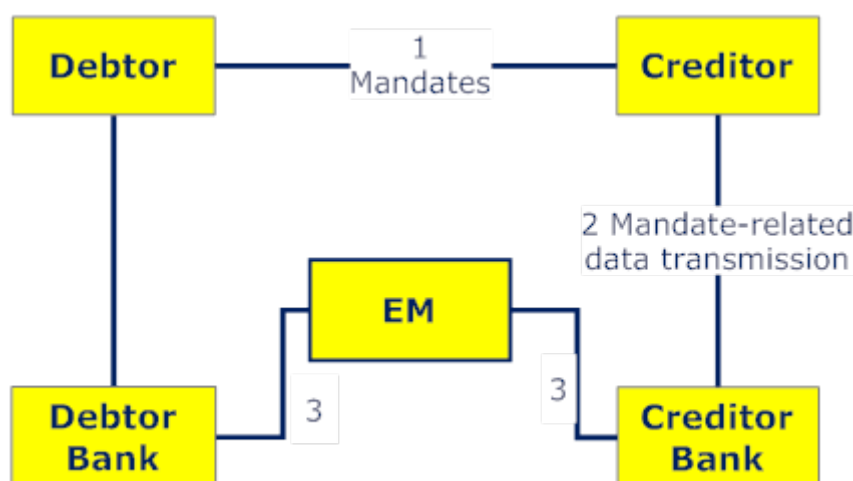 Debtor
1
Mandates
Creditor
2 Mandate-related
data transmission
EM
3
3
Debtor
Bank
Creditor
Bank